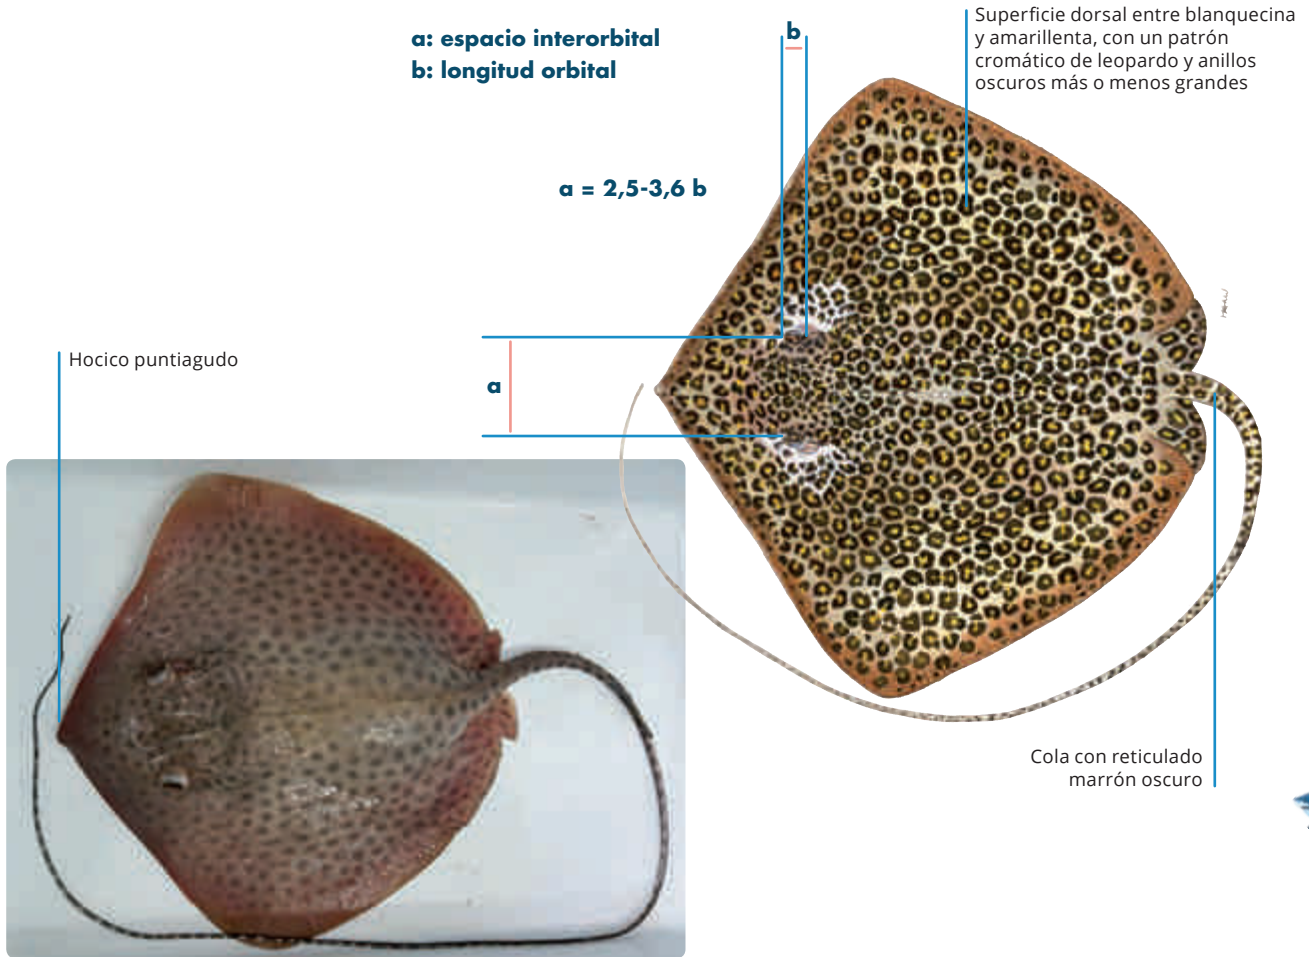 a: espacio interorbital
b: longitud orbital
b
Superficie dorsal entre blanquecina
y amarillenta, con un patrón
cromático de leopardo y anillos
oscuros más o menos grandes
a = 2,5-3,6 b
Hocico puntiagudo
a
Cola con reticulado
marrón oscuro